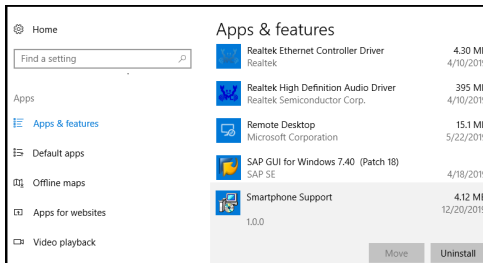 Home
Find a setting
Apps
Apps & features
Default apps
Offline maps
Apps for websites
Video playback
Apps & features
Realtek Ethernet Controller Driver 4.30 M
Realtek 4/10/201
Realtek High Definition Audio Driver 395 M
Realtek Semiconductor Corp. 4/10/201
Remote Desktop 15.1 M
Microsoft Corporation 5/22/201
SAP GUI for Windows 7.40 (Patch 18)
SAP SE 4/18/201
Smartphone Support 4.12 M
12/20/201
1.0.0
Move Uninstall